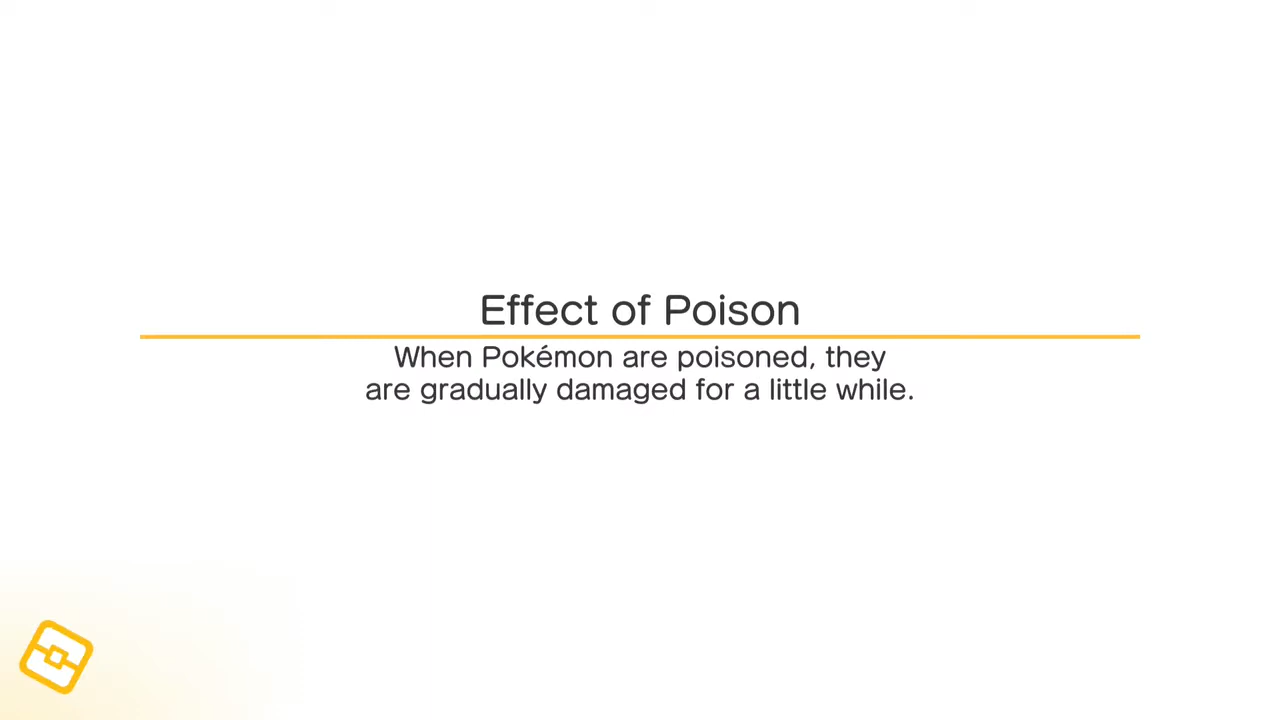 Effect of Poison
When Pokémon are poisoned, they
are gradually damaged for a little while.